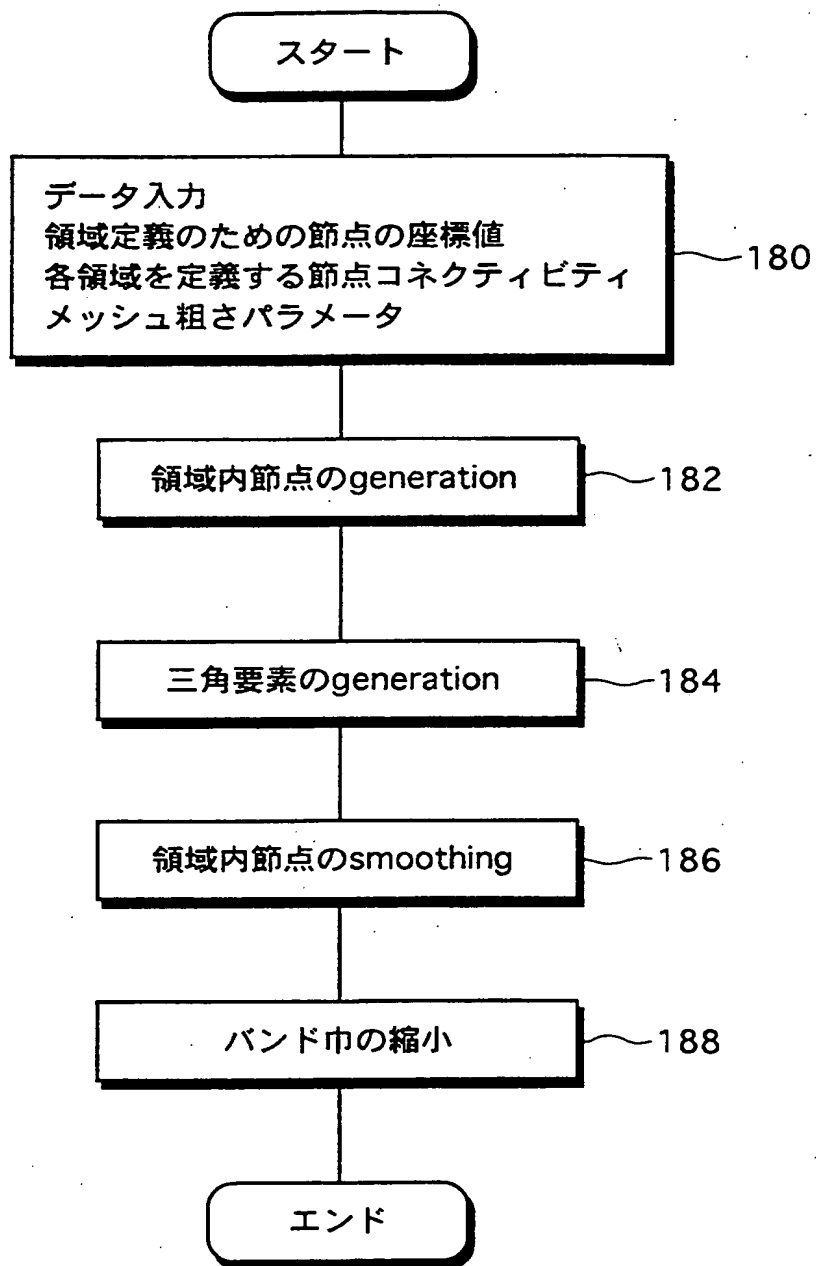 スタート
データ入力
領域定義のための節点の座標値
各領域を定義する節点コネクティビビティ
メッシュ粗さパラメータ
180
領域内節点のgeneration
182
三角要素のgeneration
184
領域内節点のsmoothing
186
バンド巾の縮小
188
エンド